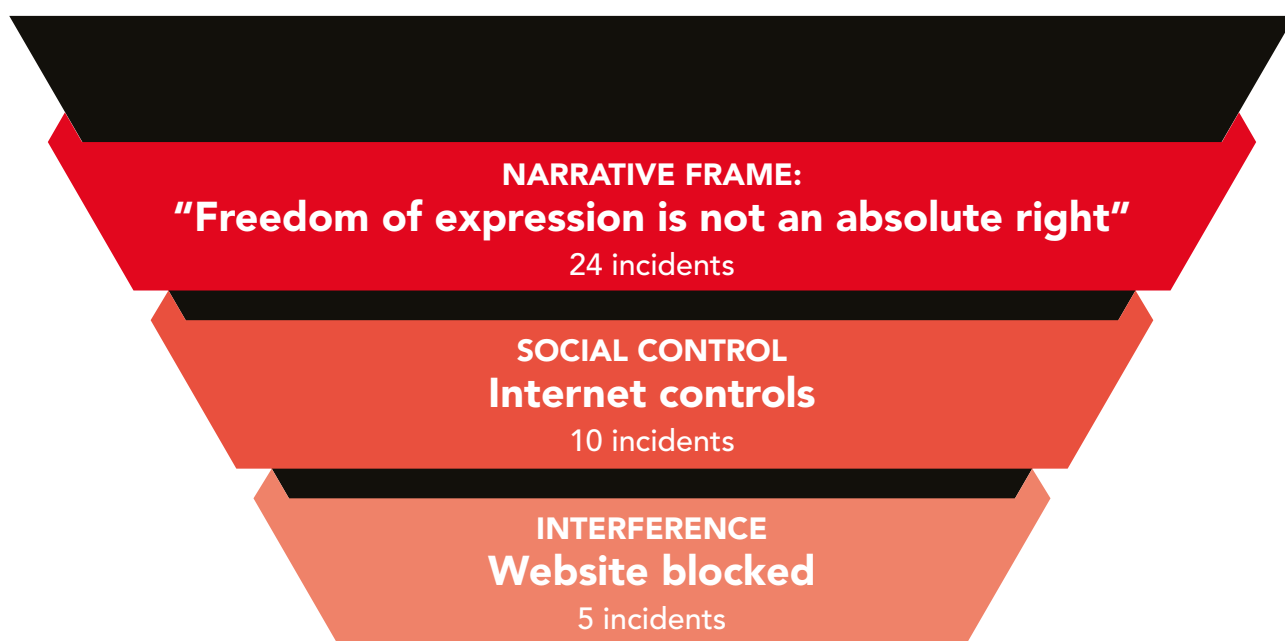 NARRATIVE FRAME:
“Freedom of expression is not an absolute right”
24 incidents
SOCIAL CONTROL
Internet controls
10 incidents
INTERFERENCE
Website blocked
5 incidents